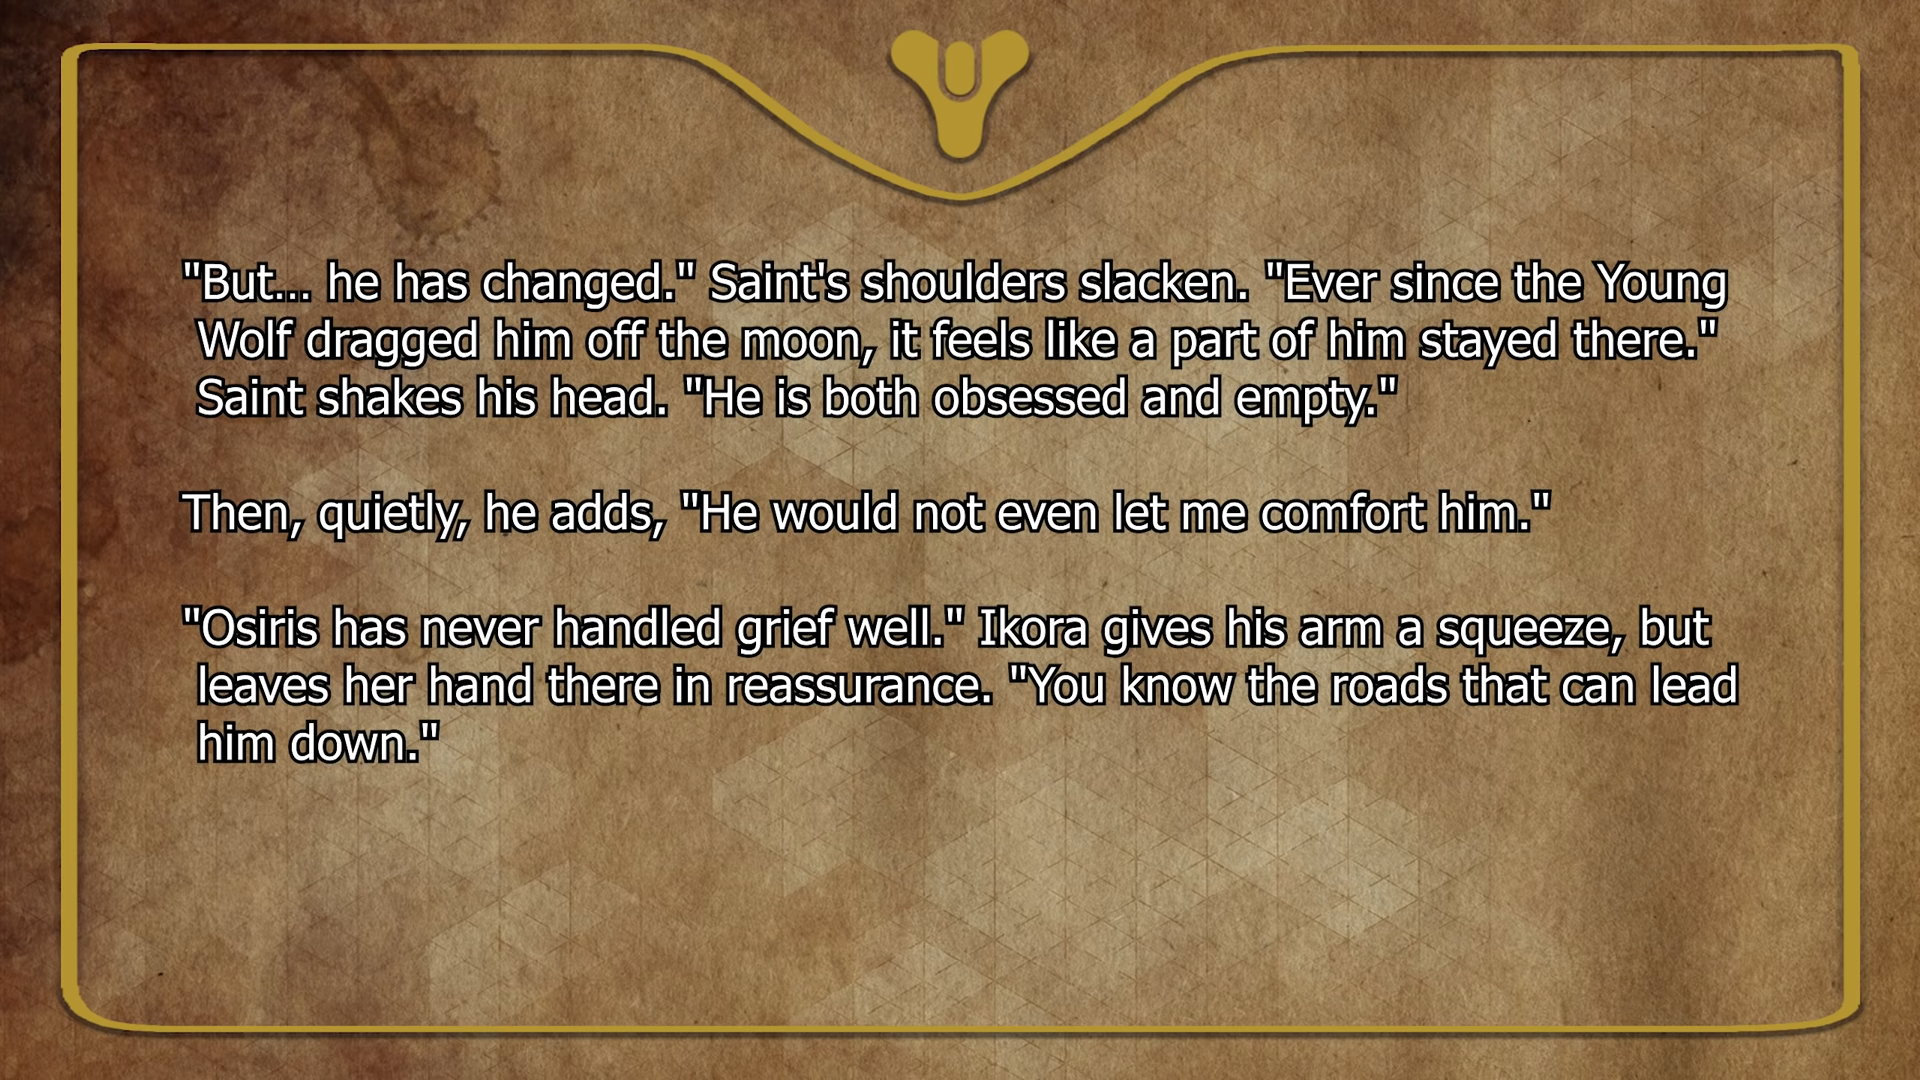 "But... he has changed." Saint's shoulders slacken. "Ever since the Young
Wolf dragged him off the moon, it feels like a part of him stayed there."
Saint shakes his head. "He is both obsessed and empty."
Then, quietly, he adds, "He would not even let me comfort him."
"Osiris has never handled grief well." Ikora gives his arm a squeeze, but
leaves her hand there in reassurance. "You know the roads that can lead
him down."